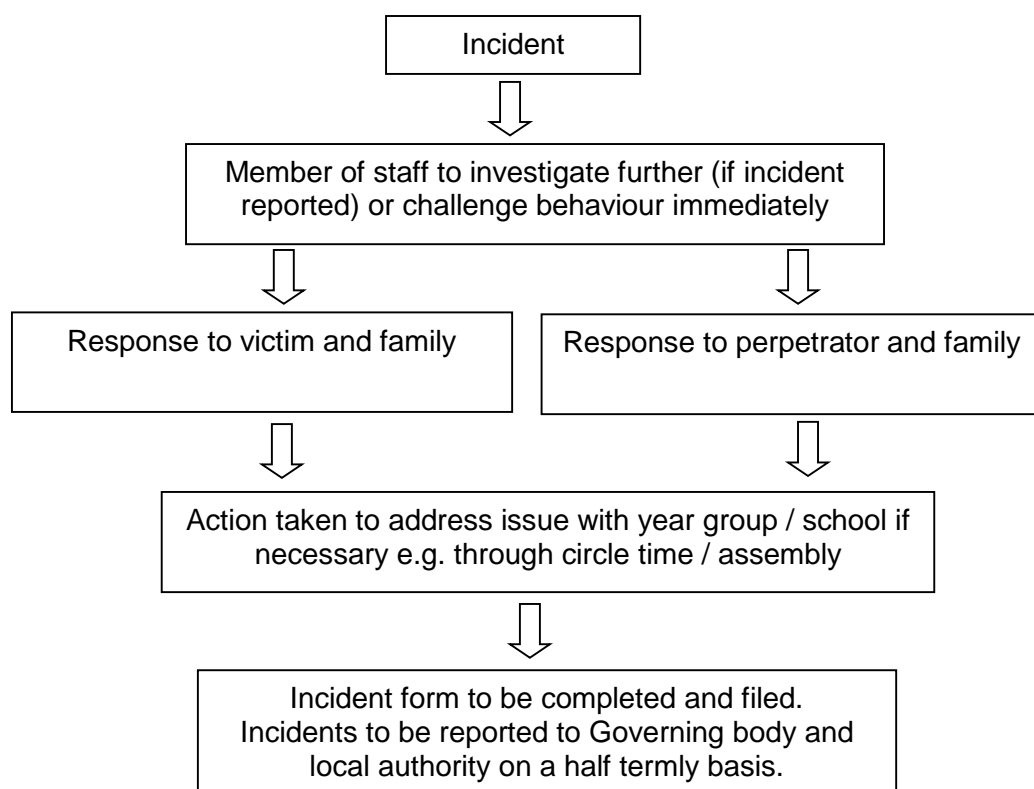 Incident
Member of staff to investigate further (if incident
reported) or challenge behaviour immediately
Response to victim and family
Response to perpetrator and family
Action taken to address issue with year group / school if
necessary e.g. through circle time / assembly
Incident form to be completed and filed.
Incidents to be reported to Governing body and
local authority on a half termly basis.